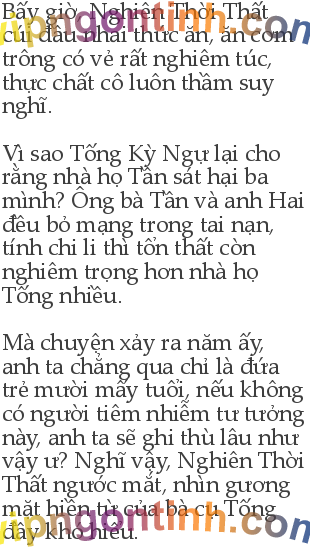 Bấy giờ, Nghiên Thời Thất
cúi đầu nhai thức ăn, ăn cơm
trông có vẻ rất nghiêm túc,
thực chất cô luôn thầm suy
nghĩ.

Vì sao Tống Kỳ Ngự lại cho
rằng nhà họ Tần sát hại ba
mình? Ông bà Tần và anh Hai
đều bỏ mạng trong tai nạn,
tính chi li thì tổn thất còn
nghiêm trọng hơn nhà họ
Tống nhiều.

Mà chuyện xảy ra năm ấy,
anh ta chẳng qua chỉ là đứa
trẻ mười mấy tuổi, nếu không
có người tiêm nhiễm tư tưởng
này, anh ta sẽ ghi thù lâu như
vậy ư? Nghĩ vậy, Nghiên Thời
Thất ngước mắt, nhìn gương
mặt hiền từ của bà cụ Tống
đầy khó hiểu.
vipngontinh.com
vipngontinh.com